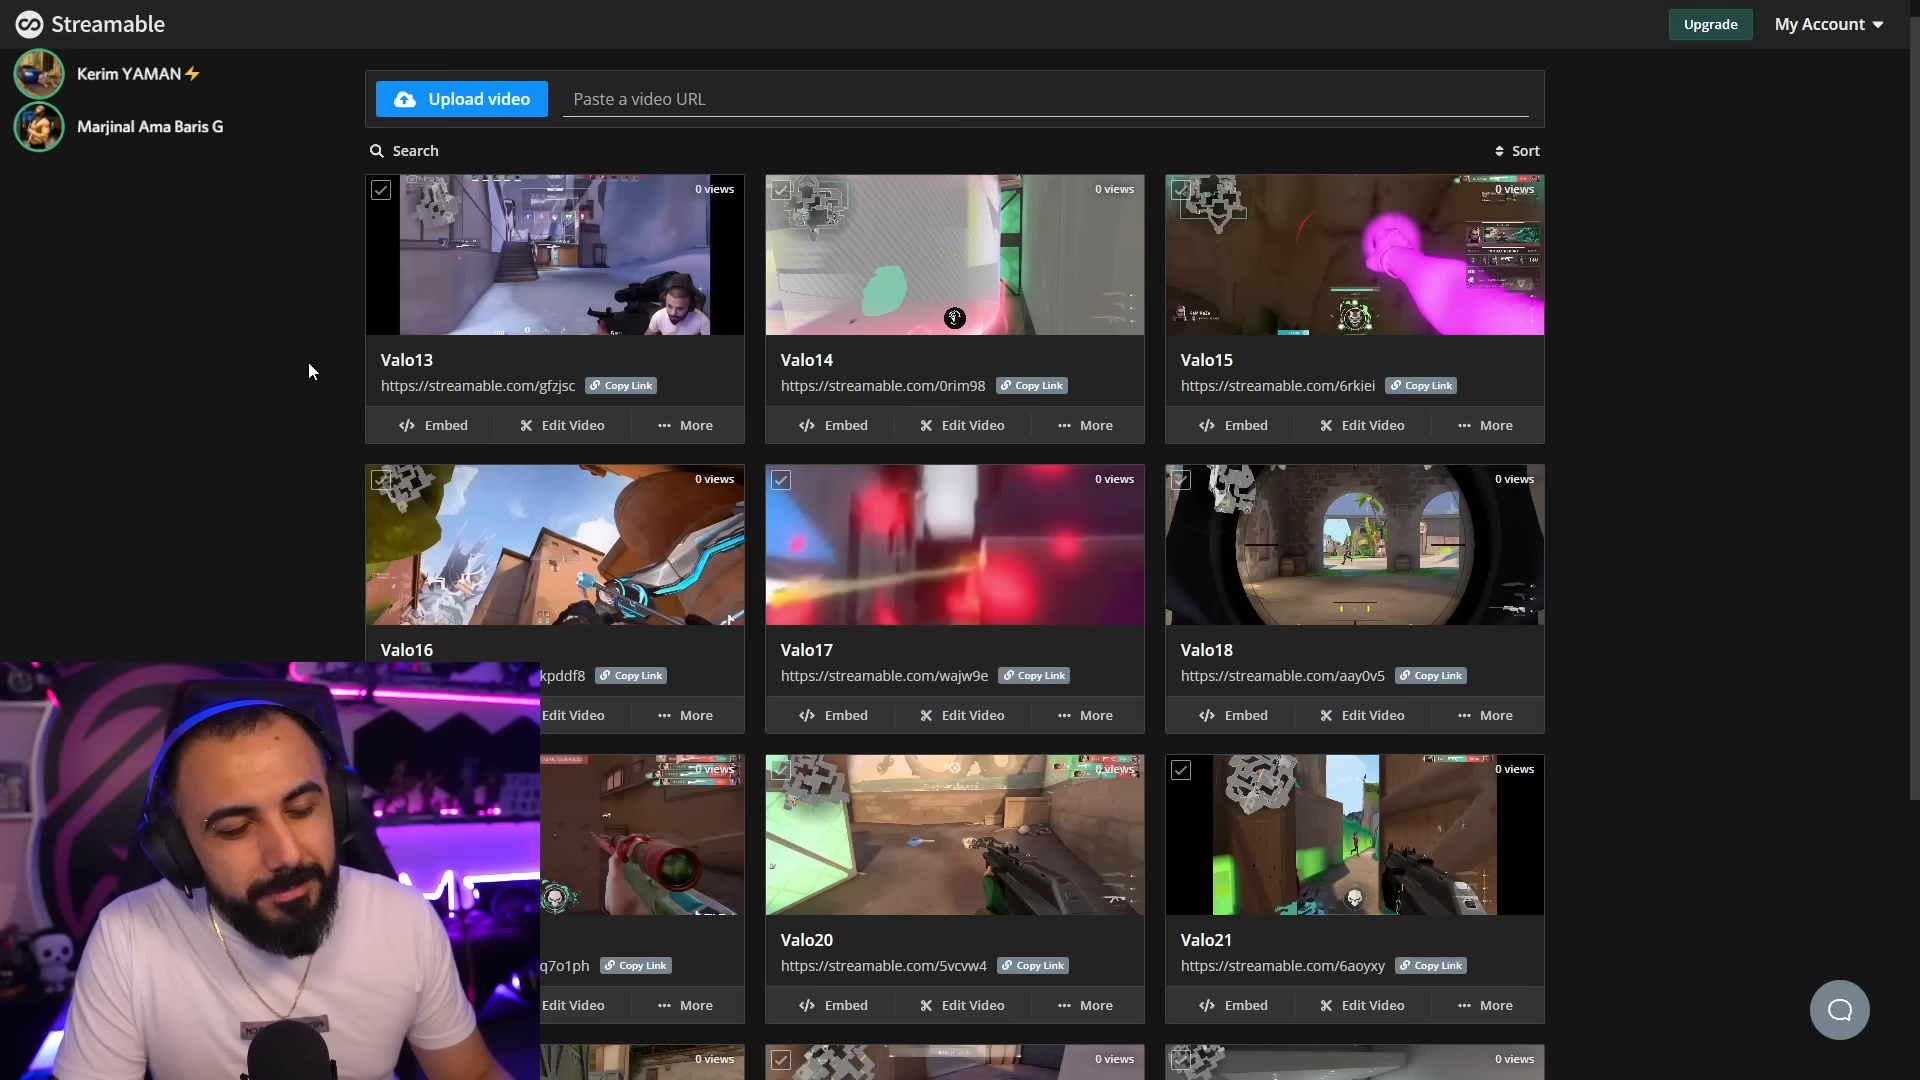 Streamable
Upgrade
My Account
Kerim YAMAN⚡
Marjinal Ama Baris G
Upload video
Paste a video URL
Search
Sort
0 views
0 views
0 views
Valo13
Valo14
Valo15
https://streamable.com/gfzjsc Copy Link
https://streamable.com/0rim98 Copy Link
https://streamable.com/6rkiei Copy Link
Embed Edit Video More
Embed Edit Video More
Embed Edit Video More
0 views
0 views
0 views
Valo16
Valo17
Valo18
kpddf8 Copy Link
https://streamable.com/wajw9e Copy Link
https://streamable.com/aay0v5 Copy Link
Edit Video More
Embed Edit Video More
Embed Edit Video More
0 views
0 views
0 views
Valo20
Valo21
q7o1ph Copy Link
https://streamable.com/5vcvw4 Copy Link
https://streamable.com/6aoyxy Copy Link
Edit Video More
Embed Edit Video More
Embed Edit Video More
0 views
0 views
0 views